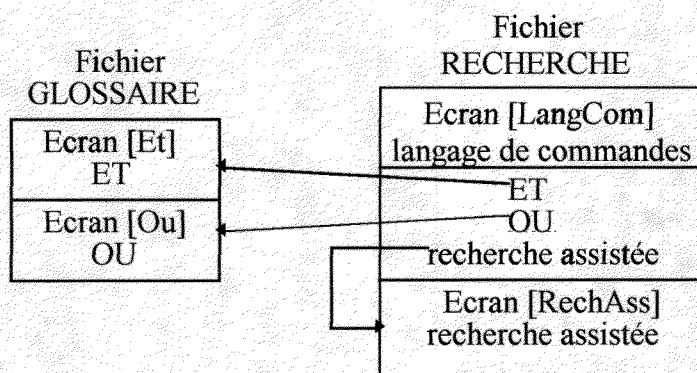 Fichier
GLOSSAIRE
Ecran [Et]
ET
Ecran [Ou]
OU
Fichier
RECHERCHE
Ecran [LangCom]
langage de commandes
ET
OU
recherche assistée
Ecran [RechAss]
recherche assistée